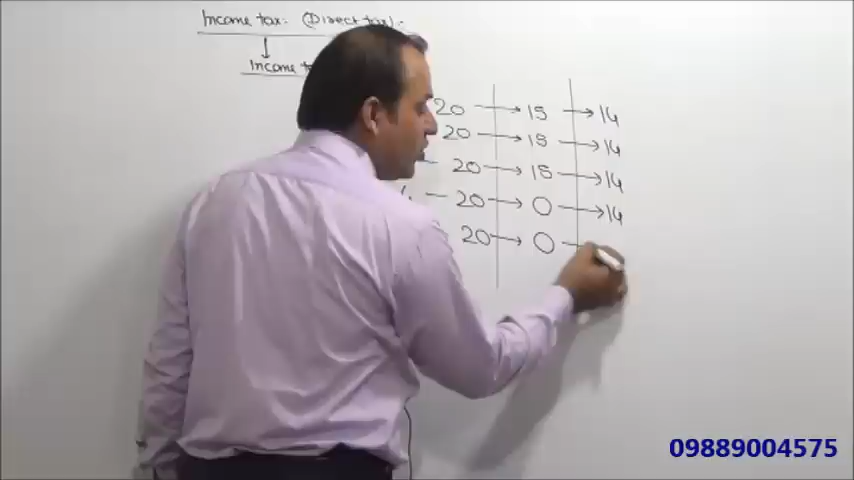 Income tax: (Direct tax):-
↓
Income
20 → 15 → 14
20 → 15 → 14
— 20 → 15 → 14
— 20 → 0 → 14
20 → 0 →
09889004575